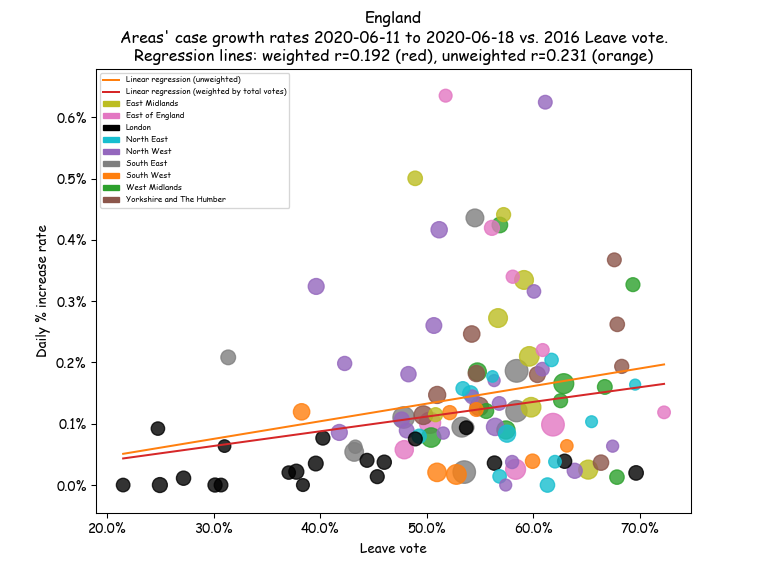 England
Areas' case growth rates 2020-06-11 to 2020-06-18 vs. 2016 Leave vote.
Regression lines: weighted r=0.192 (red), unweighted r=0.231 (orange)
Linear regression (unweighted)
Linear regression (weighted by total votes)
East Midlands
East of England
London
North East
North West
South East
South West
West Midlands
Yorkshire and The Humber
Daily % increase rate
0.6%
0.5%
0.4%
0.3%
0.2%
0.1%
0.0%
20.0% 30.0% 40.0% 50.0% 60.0% 70.0%
Leave vote